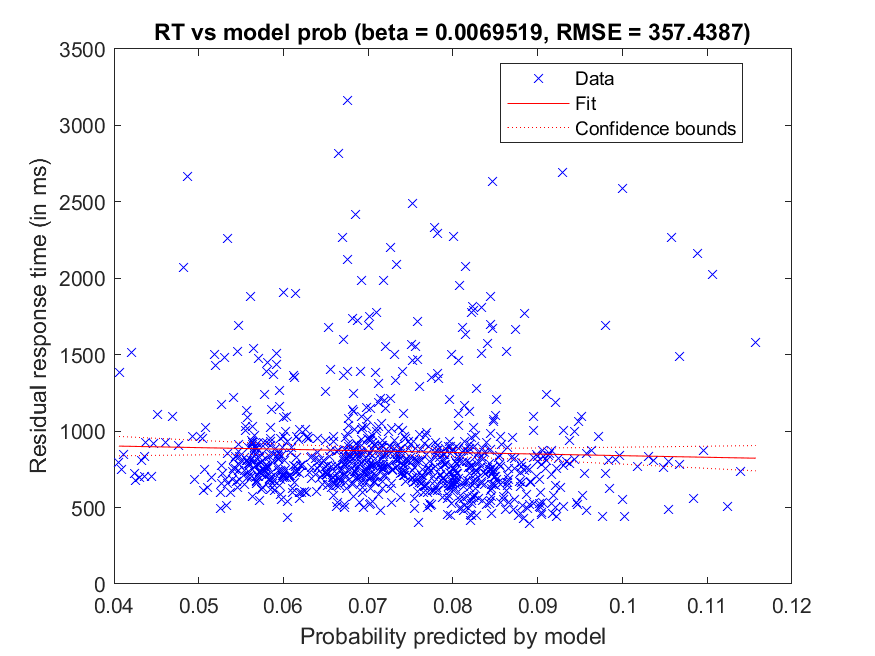 RT vs model prob (beta = 0.0069519, RMSE = 357.4387)
Data
Fit
Confidence bounds
Residual response time (in ms)
3500
3000
2500
2000
1500
1000
500
0
0.04 0.05 0.06 0.07 0.08 0.09 0.1 0.11 0.12
Probability predicted by model